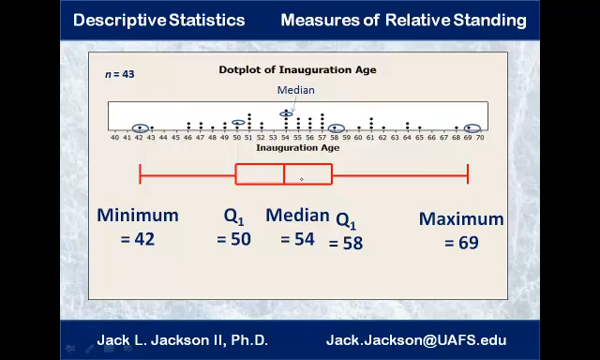 Descriptive Statistics Measures of Relative Standing
n = 43
Dotplot of Inauguration Age
Median
40 41 42 43 44 45 46 47 48 49 50 51 52 53 54 55 56 57 58 59 60 61 62 63 64 65 66 67 68 69 70
Inauguration Age
Minimum Q1 Median Q1 Maximum
= 42 = 50 = 54 = 58 = 69
Jack L. Jackson II, Ph.D. Jack.Jackson@UAFS.edu